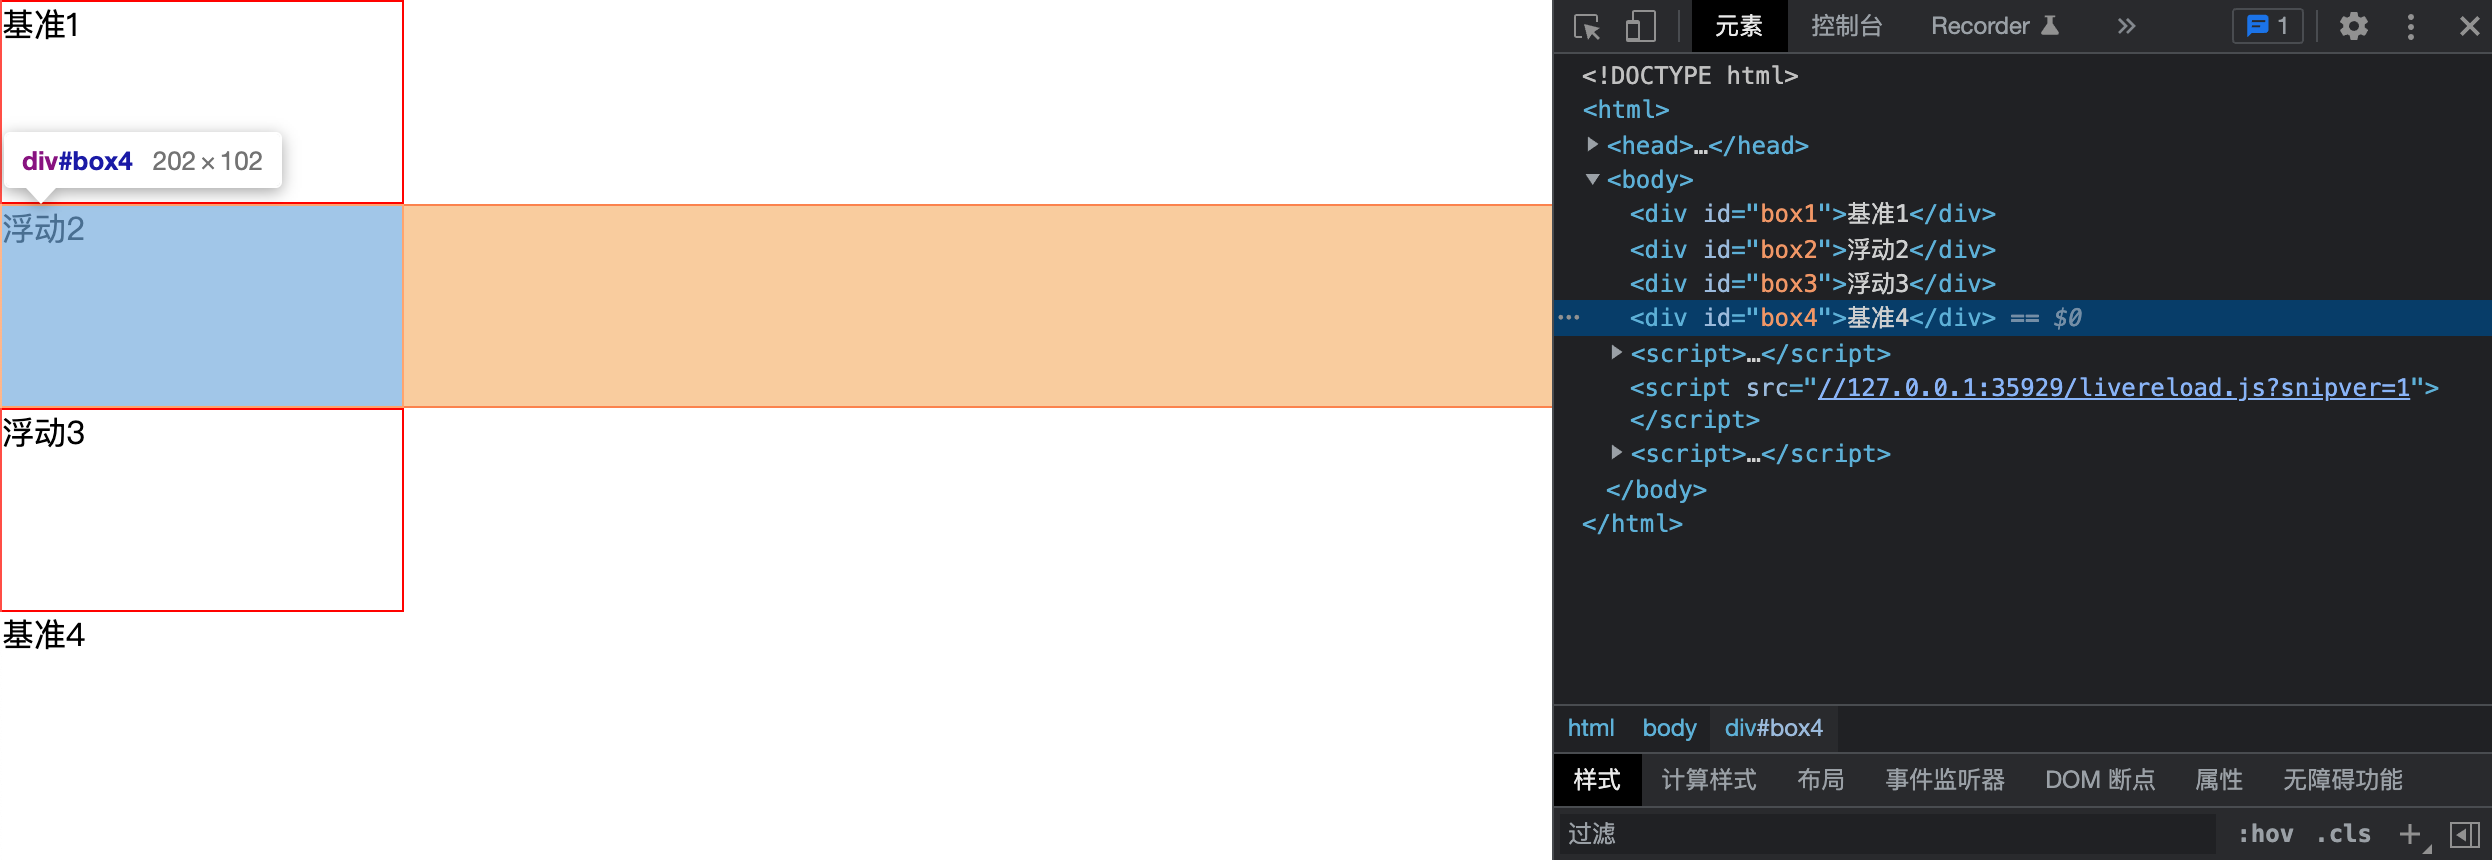 基准1
div#box4 202 × 102
浮动2
浮动3
基准4
元素 控制台 Recorder » 1
<!DOCTYPE html>
<html>
<head>…</head>
<body>
<div id="box1">基准1</div>
<div id="box2">浮动2</div>
<div id="box3">浮动3</div>
<div id="box4">基准4</div> == $0
<script>…</script>
<script src="//127.0.0.1:35929/livereload.js?snipver=1">
</script>
<script>…</script>
</body>
</html>
html body div#box4
样式 计算样式 布局 事件监听器 DOM 断点 属性 无障碍功能
过滤 :hov .cls +